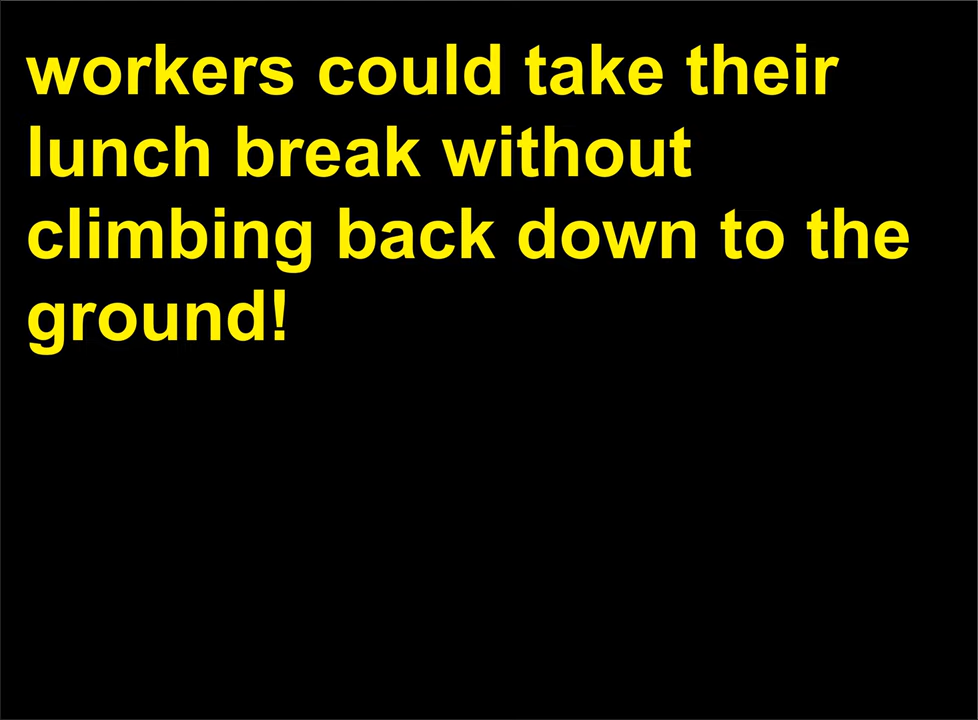 workers could take their
lunch break without
climbing back down to the
ground!